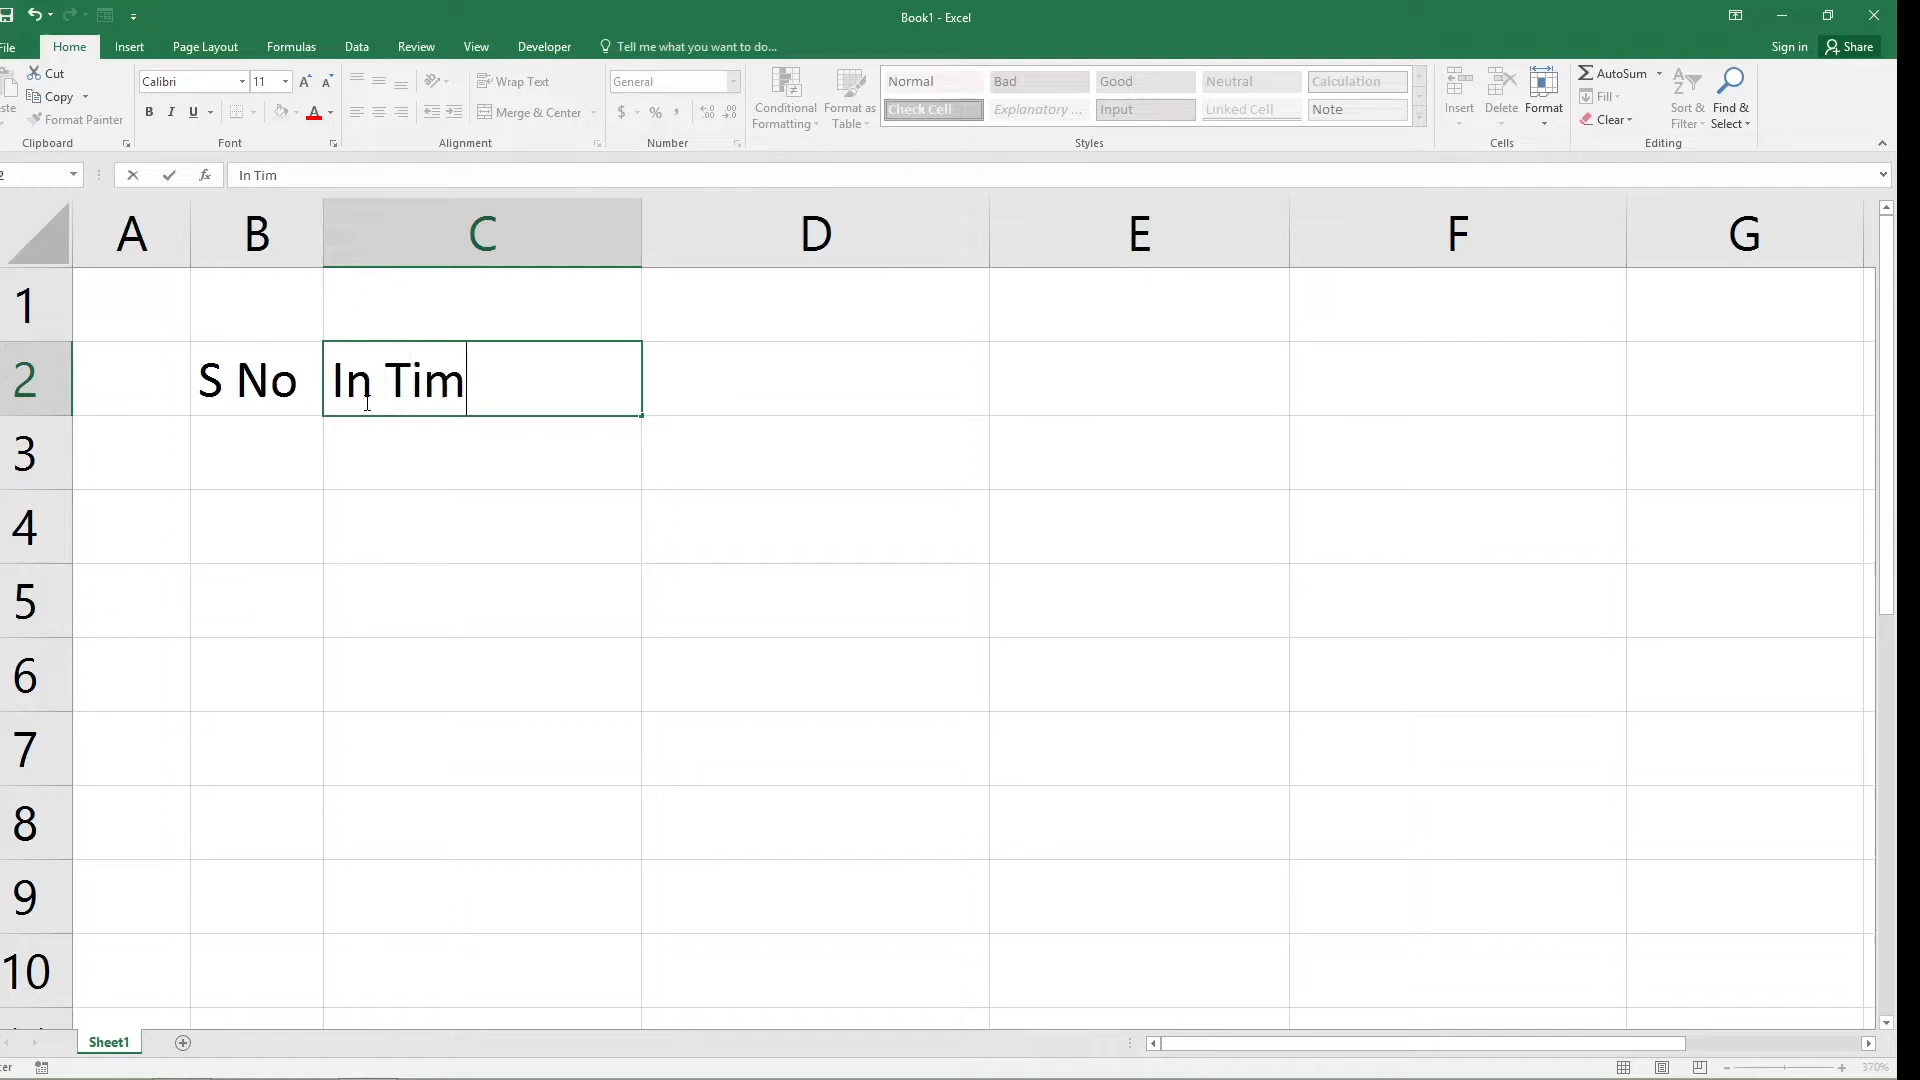 Book1 - Excel
File Home Insert Page Layout Formulas Data Review View Developer Tell me what you want to do... Sign in Share
Cut
Copy
Format Painter
Clipboard
Calibri 11
B I U A
Font
Wrap Text
Merge & Center
Alignment
General
$ % ,
Number
Conditional Formatting
Format as Table
Normal Bad Good Neutral Calculation
Check Cell Explanatory ... Input Linked Cell Note
Styles
Insert Delete Format
Cells
AutoSum
Fill
Clear
Sort & Filter
Find & Select
Editing
fx In Tim
A B C D E F G
1
2 S No In Tim
3
4
5
6
7
8
9
10
Sheet1
370%